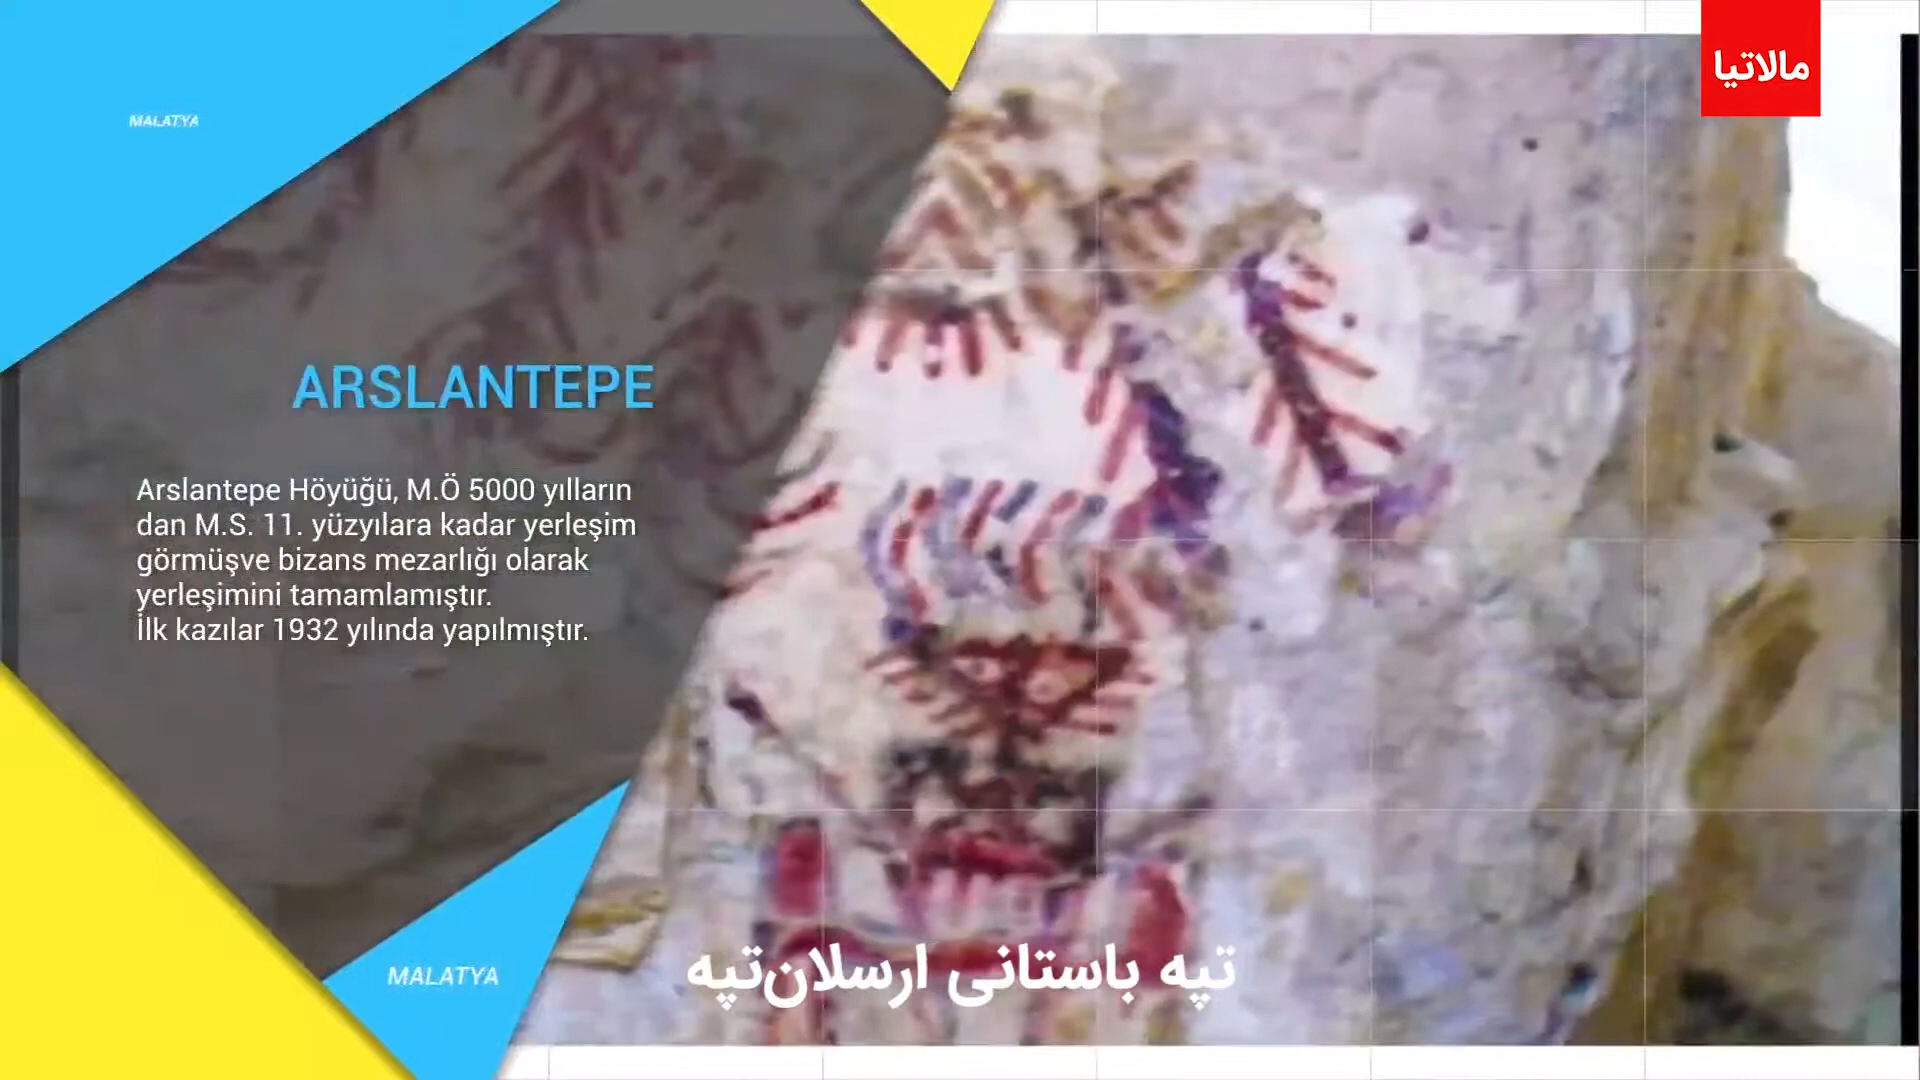 مالاتیا
MALATYA
ARSLANTEPE
Arslantepe Höyüğü, M.Ö 5000 yılların
dan M.S. 11. yüzyılara kadar yerleşim
görmüşve bizans mezarlığı olarak
yerleşimini tamamlamıştır.
İlk kazılar 1932 yılında yapılmıştır.
MALATYA
تپه باستانی ارسلان‌تپه